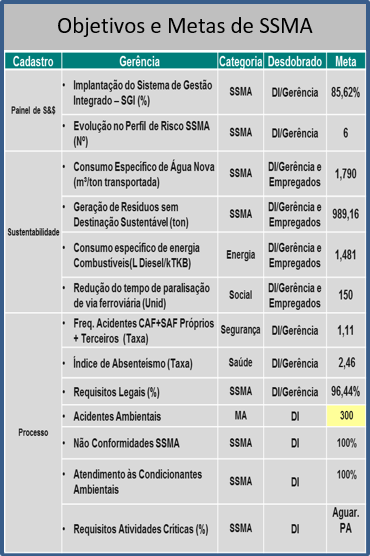 Objetivos e Metas de SSMA
Cadastro Gerência Categoria Desdobrado Meta
Painel de S&$
• Implantação do Sistema de Gestão
Integrado – SGI (%)
SSMA DI/Gerência 85,62%
• Evolução no Perfil de Risco SSMA
(Nº)
SSMA DI/Gerência 6
Sustentabilidade
• Consumo Especifico de Água Nova
(m³/ton transportada)
SSMA DI/Gerência e
Empregados
1,790
• Geração de Residuos sem
Destinação Sustentável (ton)
SSMA DI/Gerência e
Empregados
989,16
• Consumo especifico de energia
Combustíveis(L Diesel/kTKB)
Energia DI/Gerência e
Empregados
1,481
• Redução do tempo de paralisação
de via ferroviária (Unid)
Social DI/Gerência e
Empregados
150
Processo
• Freq. Acidentes CAF+SAF Próprios
+ Terceiros (Taxa)
Segurança DI/Gerência 1,11
• Índice de Absenteísmo (Taxa) Saúde DI/Gerência 2,46
• Requisitos Legais (%) SSMA DI/Gerência 96,44%
• Acidentes Ambientais MA DI 300
• Não Conformidades SSMA SSMA DI 100%
• Atendimento às Condicionantes
Ambientais
SSMA DI 100%
• Requisitos Atividades Criticas (%) SSMA DI Aguar.
PA